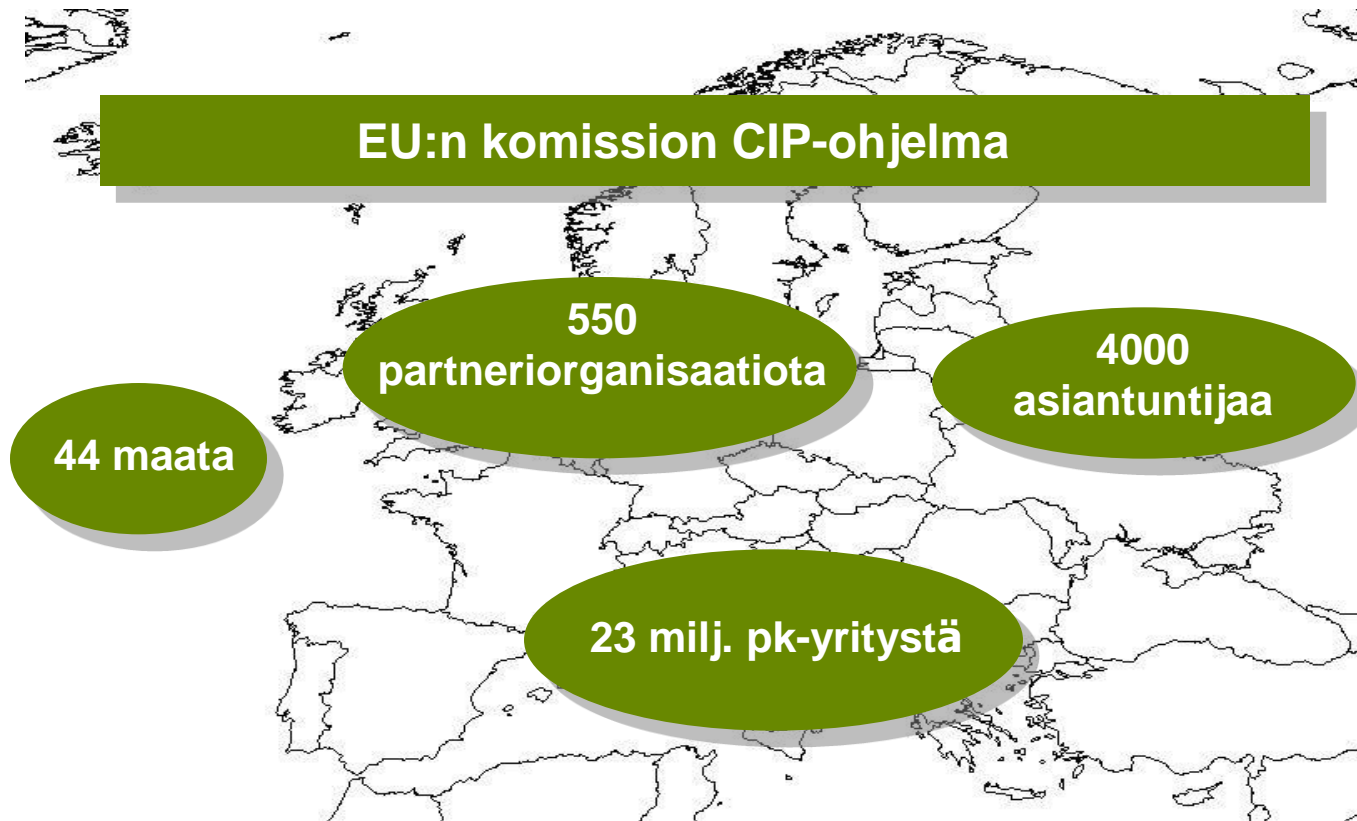 EU:n komission CIP-ohjelma
550
partneriorganisaatiota
4000
asiantuntijaa
44 maata
23 milj. pk-yritystä